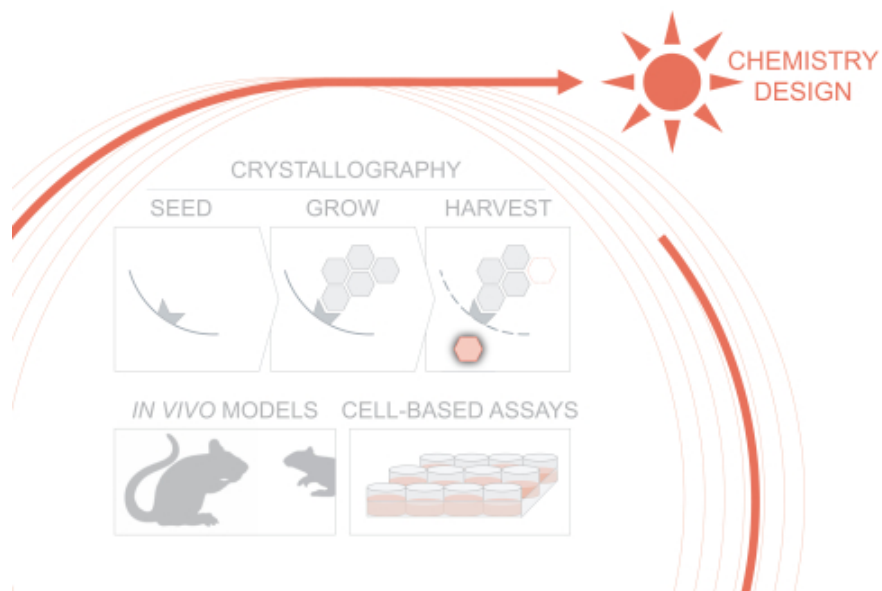 CHEMISTRY
DESIGN
CRYSTALLOGRAPHY
SEED GROW HARVEST
IN VIVO MODELS CELL-BASED ASSAYS